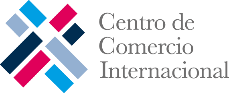 Centro de
Comercio
Internacional